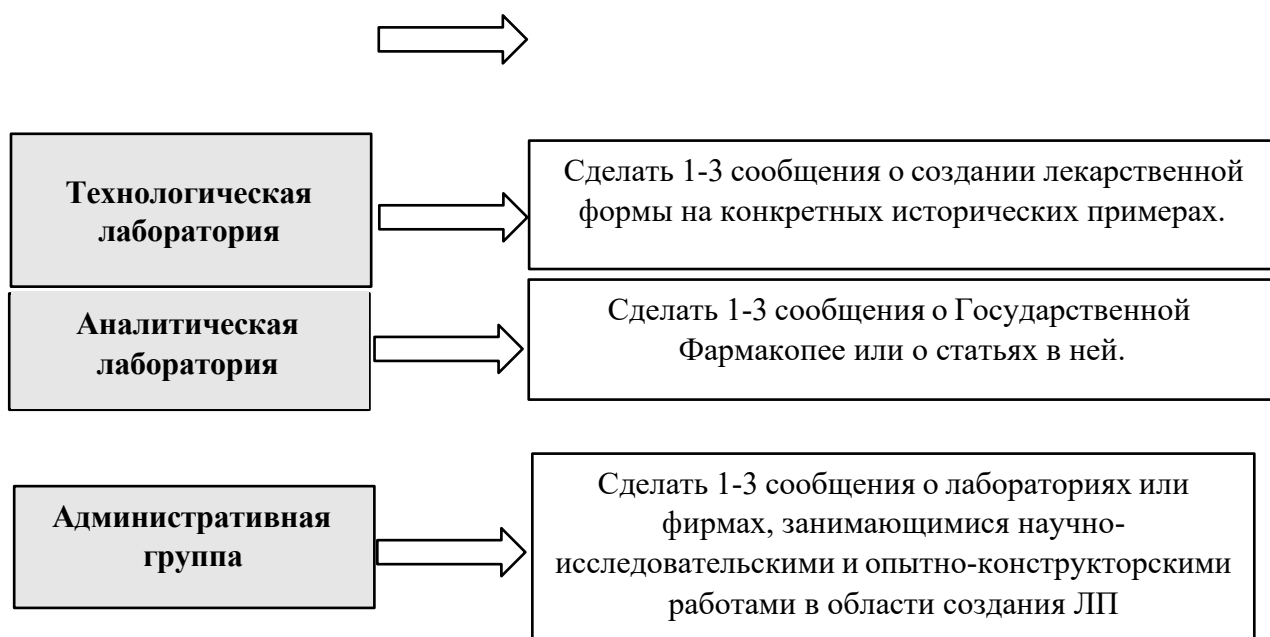 Технологическая
лаборатория
Сделать 1-3 сообщения о создании лекарственной
формы на конкретных исторических примерах.
Аналитическая
лаборатория
Сделать 1-3 сообщения о Государственной
Фармакопее или о статьях в ней.
Административная
группа
Сделать 1-3 сообщения о лабораториях или
фирмах, занимающимися научно-
исследовательскими и опытно-конструкторскими
работами в области создания ЛП